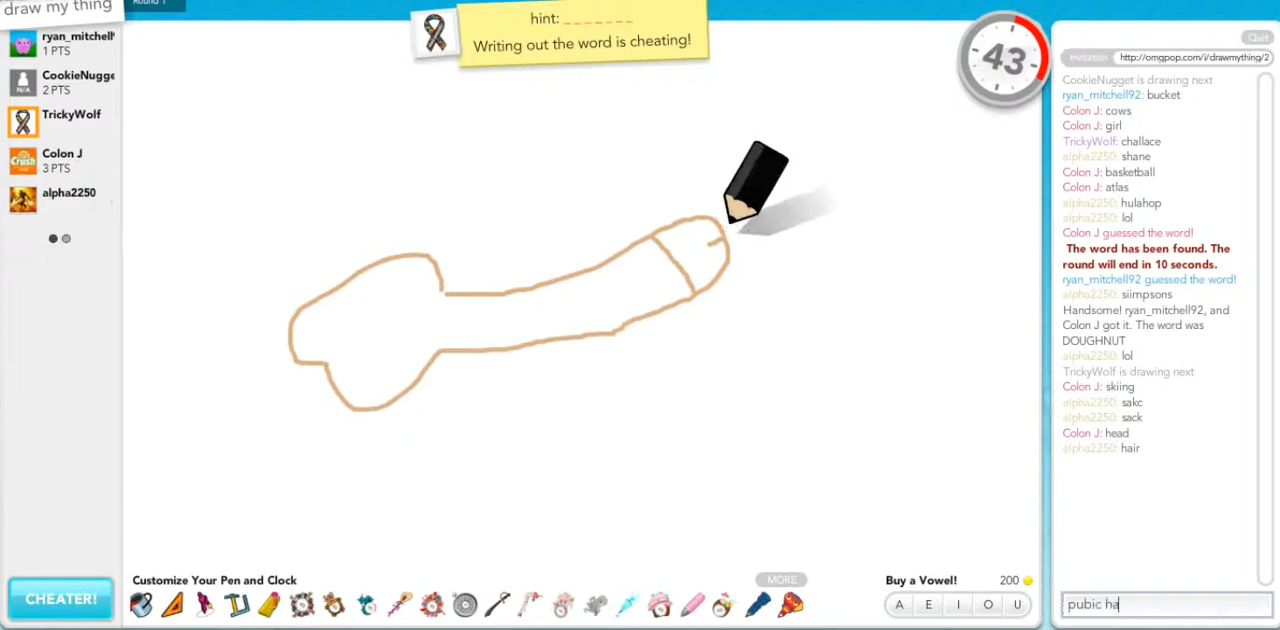 draw my thing
Round 1
ryan_mitchell
1 PTS
CookieNugge
2 PTS
TrickyWolf
Colon J
3 PTS
alpha2250
CHEATER!
hint: _ _ _ _ _ _ _
Writing out the word is cheating!
43
Customize Your Pen and Clock
MORE
Buy a Vowel!
200
A E I O U
Quit
Invitation http://omgpop.com/i/drawmything/2
CookieNugget is drawing next
ryan_mitchell92: bucket
Colon J: cows
Colon J: girl
TrickyWolf: challace
alpha2250: shane
Colon J: basketball
Colon J: atlas
alpha2250: hulahop
alpha2250: lol
Colon J guessed the word!
The word has been found. The
round will end in 10 seconds.
ryan_mitchell92 guessed the word!
alpha2250: siimpsons
Handsome! ryan_mitchell92, and
Colon J got it. The word was
DOUGHNUT
alpha2250: lol
TrickyWolf is drawing next
Colon J: skiing
alpha2250: sakc
alpha2250: sack
Colon J: head
alpha2250: hair
pubic ha
N/A
Crush